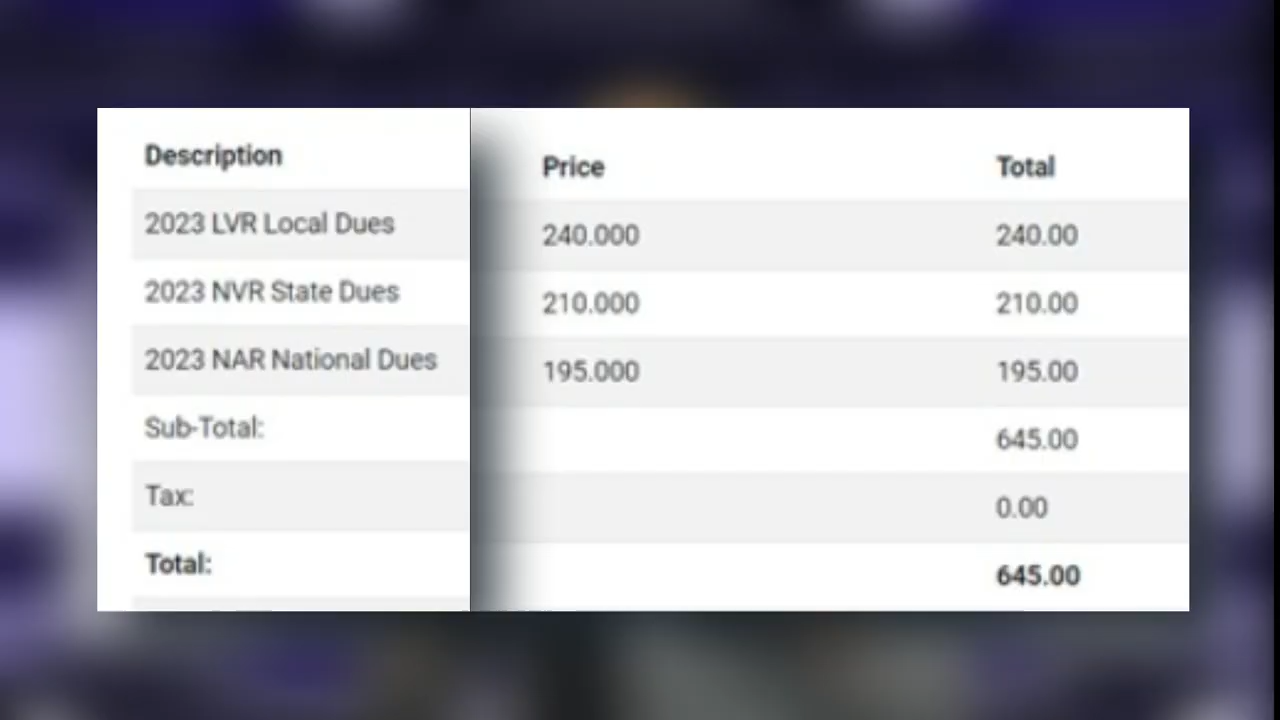 Description Price Total
2023 LVR Local Dues 240.000 240.00
2023 NVR State Dues 210.000 210.00
2023 NAR National Dues 195.000 195.00
Sub-Total: 645.00
Tax: 0.00
Total: 645.00